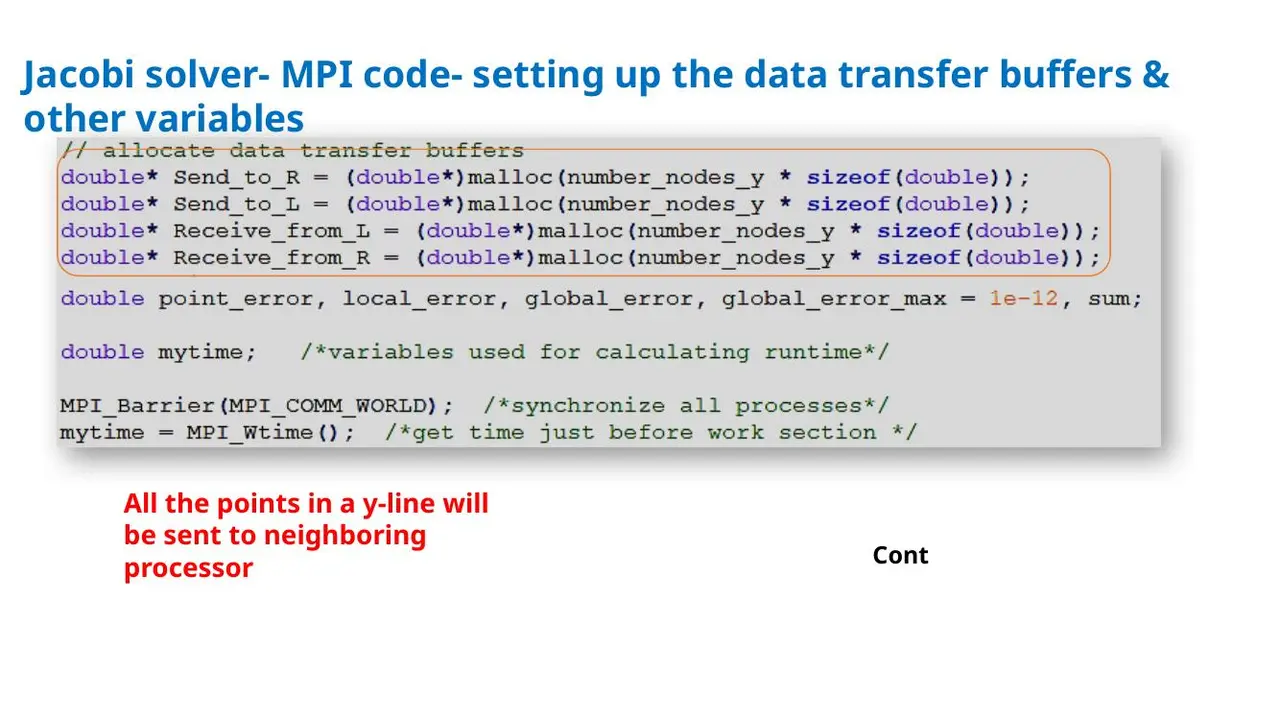 Jacobi solver- MPI code- setting up the data transfer buffers &
other variables
// allocate data transfer buffers
double* Send_to_R = (double*)malloc(number_nodes_y * sizeof(double));
double* Send_to_L = (double*)malloc(number_nodes_y * sizeof(double));
double* Receive_from_L = (double*)malloc(number_nodes_y * sizeof(double));
double* Receive_from_R = (double*)malloc(number_nodes_y * sizeof(double));
double point_error, local_error, global_error, global_error_max = 1e-12, sum;
double mytime;   /*variables used for calculating runtime*/
MPI_Barrier(MPI_COMM_WORLD);  /*synchronize all processes*/
mytime = MPI_Wtime();  /*get time just before work section */
All the points in a y-line will
be sent to neighboring
processor
Cont